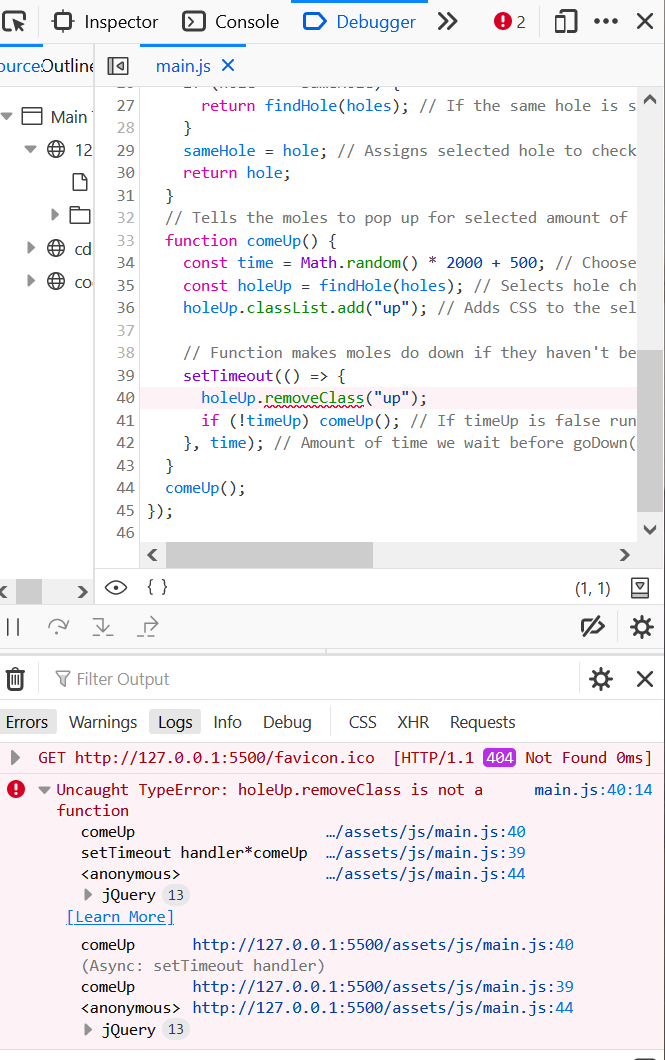 Inspector Console Debugger 2
ources Outline main.js
Main T
27 return findHole(holes); // If the same hole is s
28 }
12
29 sameHole = hole; // Assigns selected hole to check
30 return hole;
31 }
32 // Tells the moles to pop up for selected amount of
33 function comeUp() {
cd
34 const time = Math.random() * 2000 + 500; // Choose
35 const holeUp = findHole(holes); // Selects hole ch
co
36 holeUp.classList.add("up"); // Adds CSS to the sel
37
38 // Function makes moles do down if they haven't be
39 setTimeout(() => {
40 holeUp.removeClass("up");
41 if (!timeUp) comeUp(); // If timeUp is false run
42 }, time); // Amount of time we wait before goDown(
43 }
44 comeUp();
45 });
46
{ } (1, 1)
Filter Output
Errors Warnings Logs Info Debug CSS XHR Requests
GET http://127.0.0.1:5500/favicon.ico [HTTP/1.1 404 Not Found 0ms]
Uncaught TypeError: holeUp.removeClass is not a main.js:40:14
function
comeUp …/assets/js/main.js:40
setTimeout handler*comeUp …/assets/js/main.js:39
<anonymous> …/assets/js/main.js:44
jQuery 13
[Learn More]
comeUp http://127.0.0.1:5500/assets/js/main.js:40
(Async: setTimeout handler)
comeUp http://127.0.0.1:5500/assets/js/main.js:39
<anonymous> http://127.0.0.1:5500/assets/js/main.js:44
jQuery 13